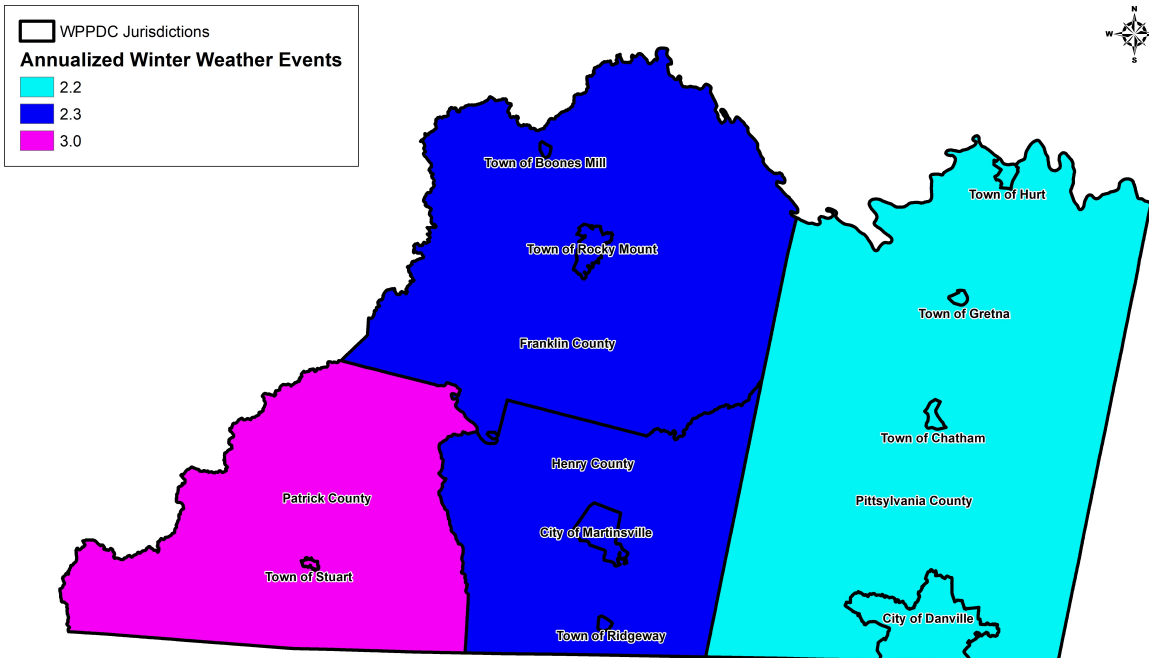 WPPDC Jurisdictions
Annualized Winter Weather Events
2.2
2.3
3.0
N
W
S
Town of Boones Mill
Town of Hurt
Town of Rocky Mount
Town of Gretna
Franklin County
Town of Chatham
Henry County
Patrick County
Pittsylvania County
City of Martinsville
Town of Stuart
City of Danville
Town of Ridgeway